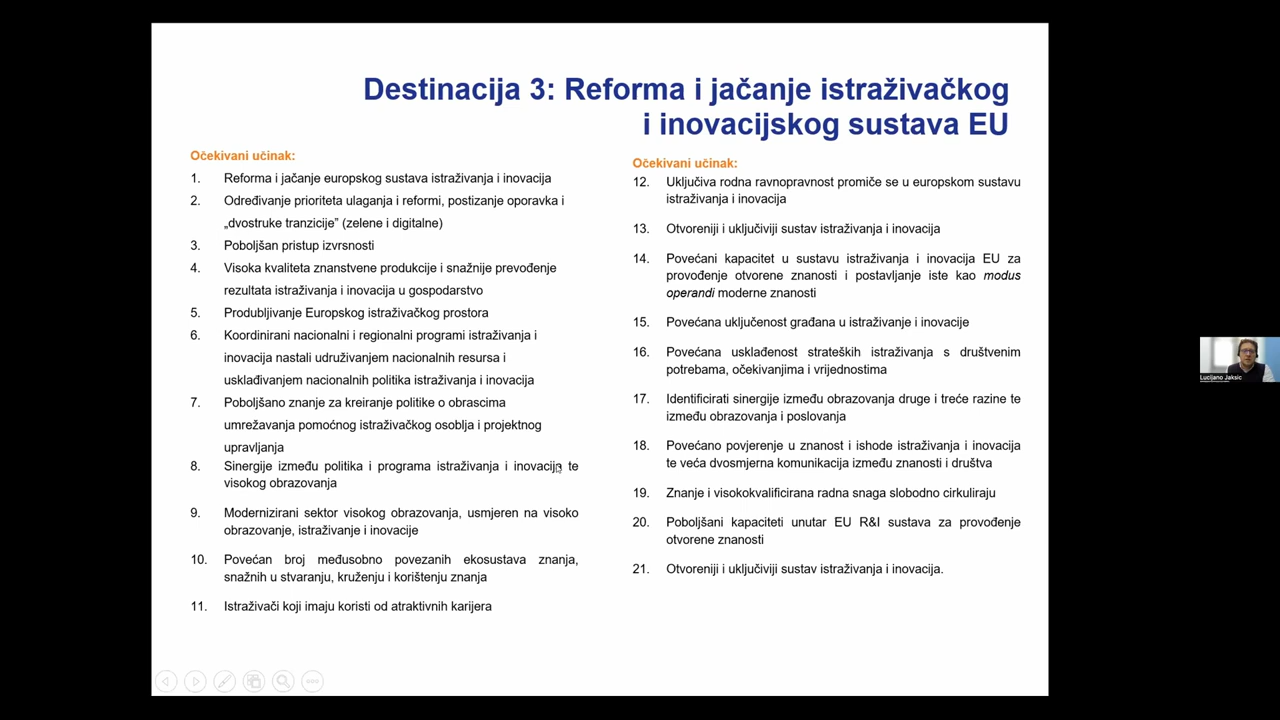 Destinacija 3: Reforma i jačanje istraživačkog
i inovacijskog sustava EU
Očekivani učinak:
1. Reforma i jačanje europskog sustava istraživanja i inovacija
2. Određivanje prioriteta ulaganja i reformi, postizanje oporavka i
„dvostruke tranzicije” (zelene i digitalne)
3. Poboljšan pristup izvrsnosti
4. Visoka kvaliteta znanstvene produkcije i snažnije prevođenje
rezultata istraživanja i inovacija u gospodarstvo
5. Produbljivanje Europskog istraživačkog prostora
6. Koordinirani nacionalni i regionalni programi istraživanja i
inovacija nastali udruživanjem nacionalnih resursa i
usklađivanjem nacionalnih politika istraživanja i inovacija
7. Poboljšano znanje za kreiranje politike o obrascima
umrežavanja pomoćnog istraživačkog osoblja i projektnog
upravljanja
8. Sinergije između politika i programa istraživanja i inovacija te
visokog obrazovanja
9. Modernizirani sektor visokog obrazovanja, usmjeren na visoko
obrazovanje, istraživanje i inovacije
10. Povećan broj međusobno povezanih ekosustava znanja,
snažnih u stvaranju, kruženju i korištenju znanja
11. Istraživači koji imaju koristi od atraktivnih karijera
Očekivani učinak:
12. Uključiva rodna ravnopravnost promiče se u europskom sustavu
istraživanja i inovacija
13. Otvoreniji i uključiviji sustav istraživanja i inovacija
14. Povećani kapacitet u sustavu istraživanja i inovacija EU za
provođenje otvorene znanosti i postavljanje iste kao modus
operandi moderne znanosti
15. Povećana uključenost građana u istraživanje i inovacije
16. Povećana usklađenost strateških istraživanja s društvenim
potrebama, očekivanjima i vrijednostima
17. Identificirati sinergije između obrazovanja druge i treće razine te
između obrazovanja i poslovanja
18. Povećano povjerenje u znanost i ishode istraživanja i inovacija
te veća dvosmjerna komunikacija između znanosti i društva
19. Znanje i visokokvalificirana radna snaga slobodno cirkuliraju
20. Poboljšani kapaciteti unutar EU R&I sustava za provođenje
otvorene znanosti
21. Otvoreniji i uključiviji sustav istraživanja i inovacija.
Lucijano Jaksic